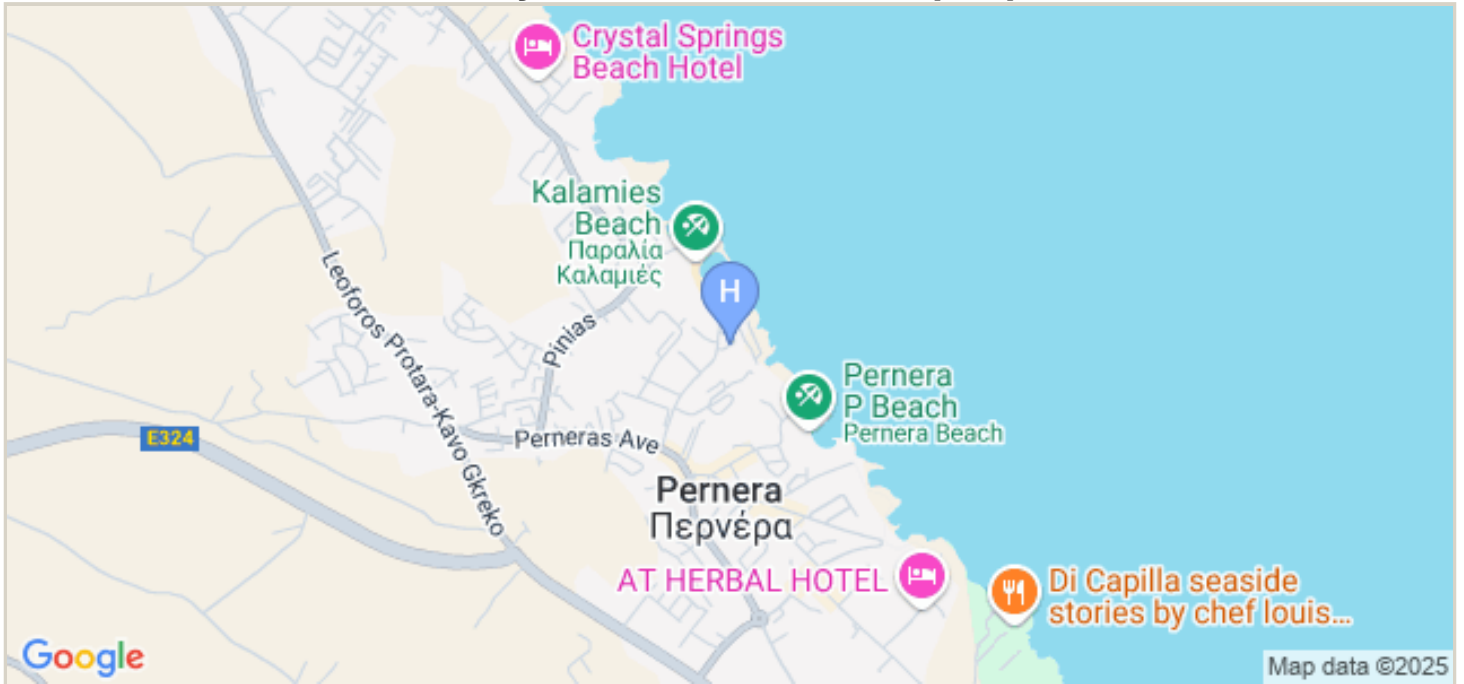 Crystal Springs
Beach Hotel
Kalamies
Beach
Παραλία
Καλαμιές
H
Leoforos Protara-Kavo Gkreko
Pinias
Pernera
P Beach
Pernera Beach
E324
Perneras Ave
Pernera
Περνέρα
AT HERBAL HOTEL
Di Capilla seaside
stories by chef louis...
Google
Map data ©2025